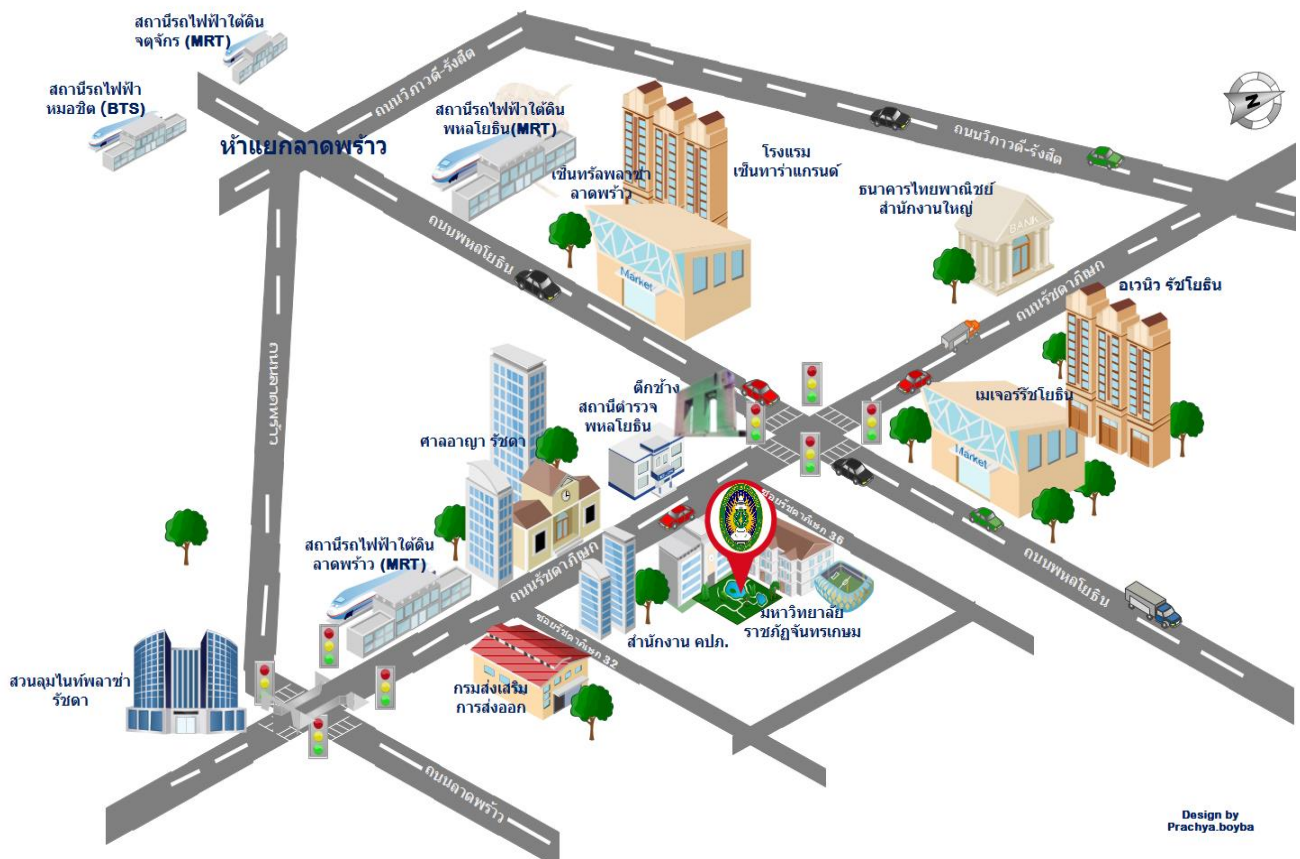 สถานีรถไฟฟ้าใต้ดิน
จตุจักร (MRT)
สถานีรถไฟฟ้า
หมอชิต (BTS)
ห้าแยกลาดพร้าว
ถนนวิภาวดี-รังสิต
สถานีรถไฟฟ้าใต้ดิน
พหลโยธิน(MRT)
เซ็นทรัลพลาซ่า
ลาดพร้าว
โรงแรม
เซ็นทาร่าแกรนด์
ถนนวิภาวดี-รังสิต
N
ธนาคารไทยพาณิชย์
สำนักงานใหญ่
BANK
ถนนพหลโยธิน
Market
ถนนรัชดาภิเษก
อเวนิว รัชโยธิน
ถนนลาดพร้าว
ตึกช้าง
สถานีตำรวจ
พหลโยธิน
เมเจอร์รัชโยธิน
Market
ศาลอาญา รัชดา
ซอยรัชดาภิเษก 36
สถานีรถไฟฟ้าใต้ดิน
ลาดพร้าว (MRT)
ถนนรัชดาภิเษก
ถนนพหลโยธิน
มหาวิทยาลัย
ราชภัฏจันทรเกษม
สำนักงาน คปภ.
ซอยรัชดาภิเษก 32
สวนลุมไนท์พลาซ่า
รัชดา
กรมส่งเสริม
การส่งออก
ถนนลาดพร้าว
Design by
Prachya.boyba